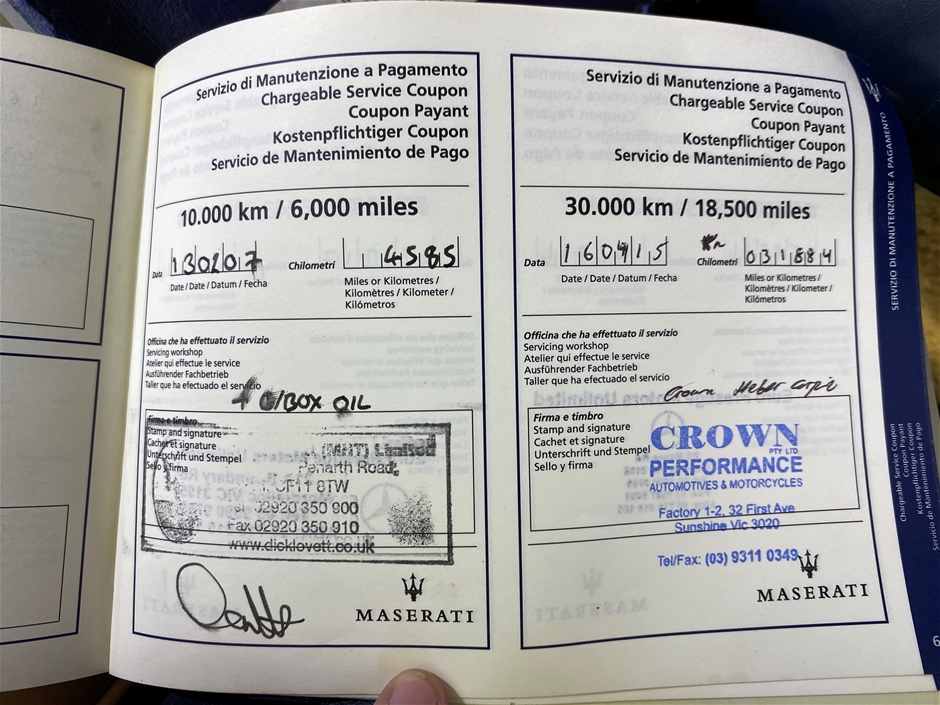 Servizio di Manutenzione a Pagamento
Chargeable Service Coupon
Coupon Payant
Kostenpflichtiger Coupon
Servicio de Mantenimiento de Pago
10.000 km / 6,000 miles
Data 130207 Chilometri 4585
Date / Date / Datum / Fecha
Miles or Kilometres /
Kilomètres / Kilometer /
Kilómetros
Officina che ha effettuato il servizio
Servicing workshop
Atelier qui effectue le service
Ausführender Fachbetrieb
Taller que ha efectuado el servicio
+ G/BOX OIL
Firma e timbro
Stamp and signature
Cachet et signature
Unterschrift und Stempel
Sello y firma
(MHT) Limited
Penarth Road,
CF11 8TW
Tel 02920 350 900
Fax 02920 350 910
www.dicklovett.co.uk
MASERATI
Servizio di Manutenzione a Pagamento
Chargeable Service Coupon
Coupon Payant
Kostenpflichtiger Coupon
Servicio de Mantenimiento de Pago
30.000 km / 18,500 miles
Data 160415 Chilometri 031884
Date / Date / Datum / Fecha
Miles or Kilometres /
Kilomètres / Kilometer /
Kilómetros
Officina che ha effettuato il servizio
Servicing workshop
Atelier qui effectue le service
Ausführender Fachbetrieb
Taller que ha efectuado el servizio
Crown
Firma e timbro
Stamp and signature
Cachet et signature
Unterschrift und Stempel
Sello y firma
CROWN
PTY LTD
PERFORMANCE
AUTOMOTIVES & MOTORCYCLES
Factory 1-2, 32 First Ave
Sunshine Vic 3020
Tel/Fax: (03) 9311 0349
MASERATI
SERVIZIO DI MANUTENZIONE A PAGAMENTO
Chargeable Service Coupon
Coupon Payant
Kostenpflichtiger Coupon
Servicio de Mantenimiento de Pago
6